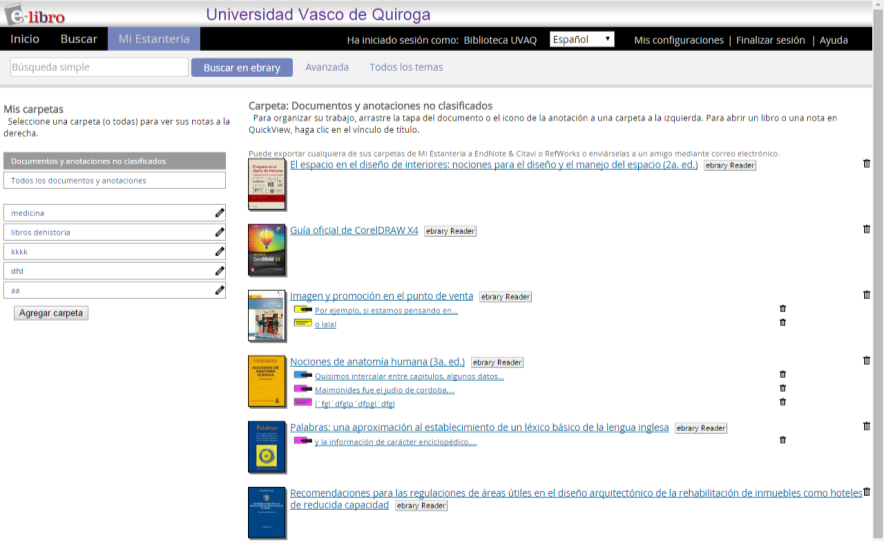 e-libro
Universidad Vasco de Quiroga
Inicio Buscar Mi Estantería Ha iniciado sesión como: Biblioteca UVAQ Español Mis configuraciones | Finalizar sesión | Ayuda
Búsqueda simple Buscar en ebrary Avanzada Todos los temas
Mis carpetas
Seleccione una carpeta (o todas) para ver sus notas a la
derecha.
Documentos y anotaciones no clasificados
Todos los documentos y anotaciones
medicina
libros dehistoria
kkkk
dfd
aa
Agregar carpeta
Carpeta: Documentos y anotaciones no clasificados
Para organizar su trabajo, arrastre la tapa del documento o el icono de la anotación a una carpeta a la izquierda. Para abrir un libro o una nota en
QuickView, haga clic en el vínculo de título.
Puede exportar cualquiera de sus carpetas de Mi Estantería a EndNote & Citavi o RefWorks o enviárselas a un amigo mediante correo electrónico.
El espacio en el diseño de interiores: nociones para el diseño y el manejo del espacio (2a. ed.) ebrary Reader
Guía oficial de CorelDRAW X4 ebrary Reader
Imagen y promoción en el punto de venta ebrary Reader
Por ejemplo, si estamos pensando en...
o lalal
Nociones de anatomía humana (3a. ed.) ebrary Reader
Quisimos intercalar entre capitulos, algunos datos...
Maimonides fue el judio de cordoba,...
Palabras: una aproximación al establecimiento de un léxico básico de la lengua inglesa ebrary Reader
y la información de carácter enciclopédico,...
Recomendaciones para las regulaciones de áreas útiles en el diseño arquitectónico de la rehabilitación de inmuebles como hoteles
de reducida capacidad ebrary Reader